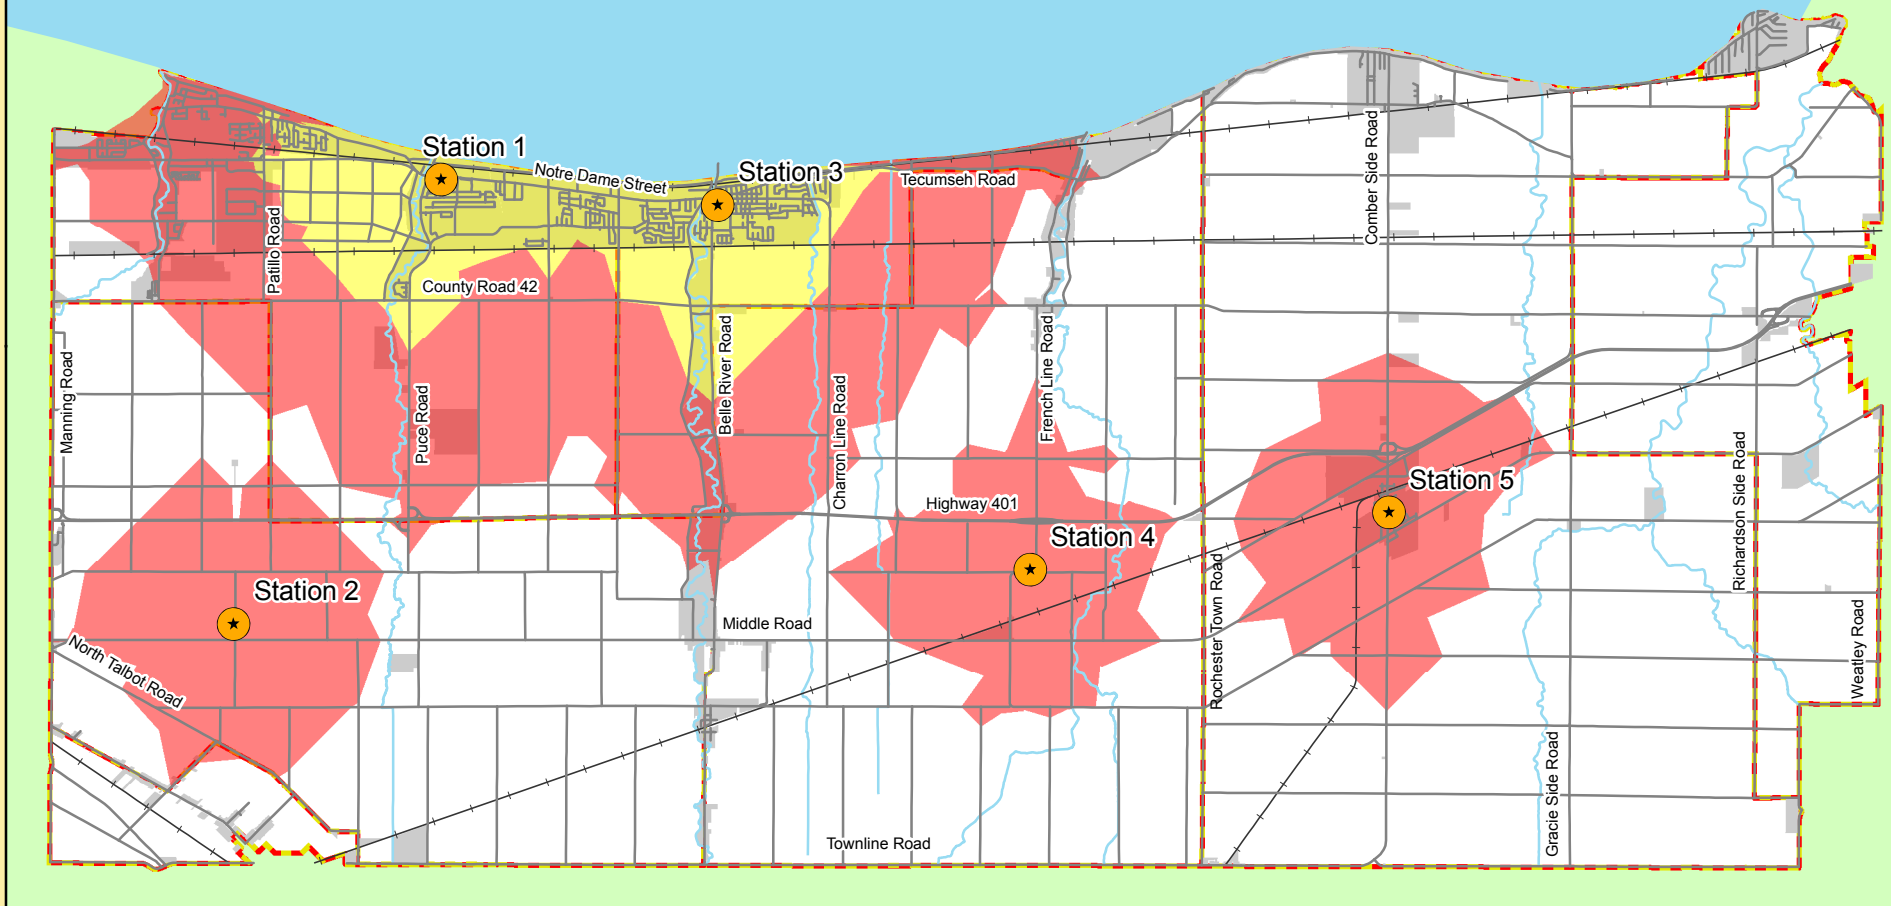 Station 1
Notre Dame Street
Station 3
Tecumseh Road
Comber Side Road
Patillo Road
County Road 42
Manning Road
Puce Road
Belle River Road
Charron Line Road
French Line Road
Highway 401
Station 5
Station 4
Station 2
North Talbot Road
Middle Road
Rochester Town Road
Richardson Side Road
Weatley Road
Gracie Side Road
Townline Road